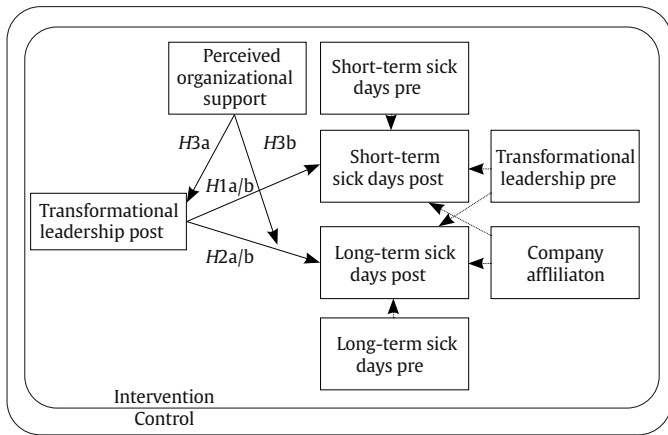 Perceived
organizational
support
Short-term sick
days pre
H3a
H3b
Short-term
sick days post
Transformational
leadership pre
H1a/b
Transformational
leadership post
H2a/b
Long-term sick
days post
Company
affliliaton
Long-term sick
days pre
Intervention
Control